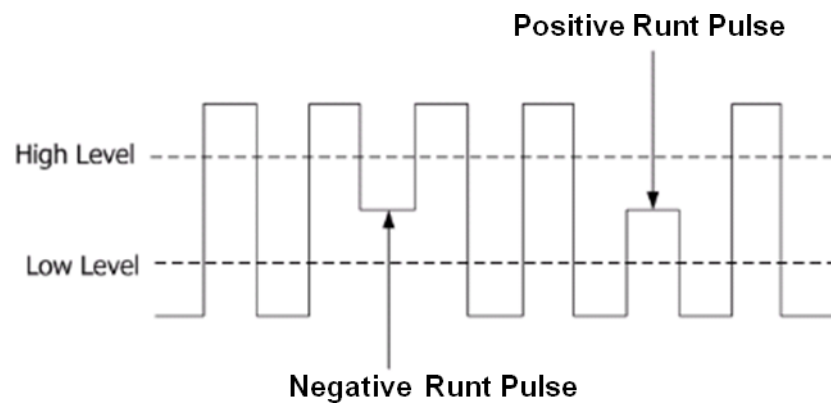 Positive Runt Pulse
High Level
Low Level
Negative Runt Pulse